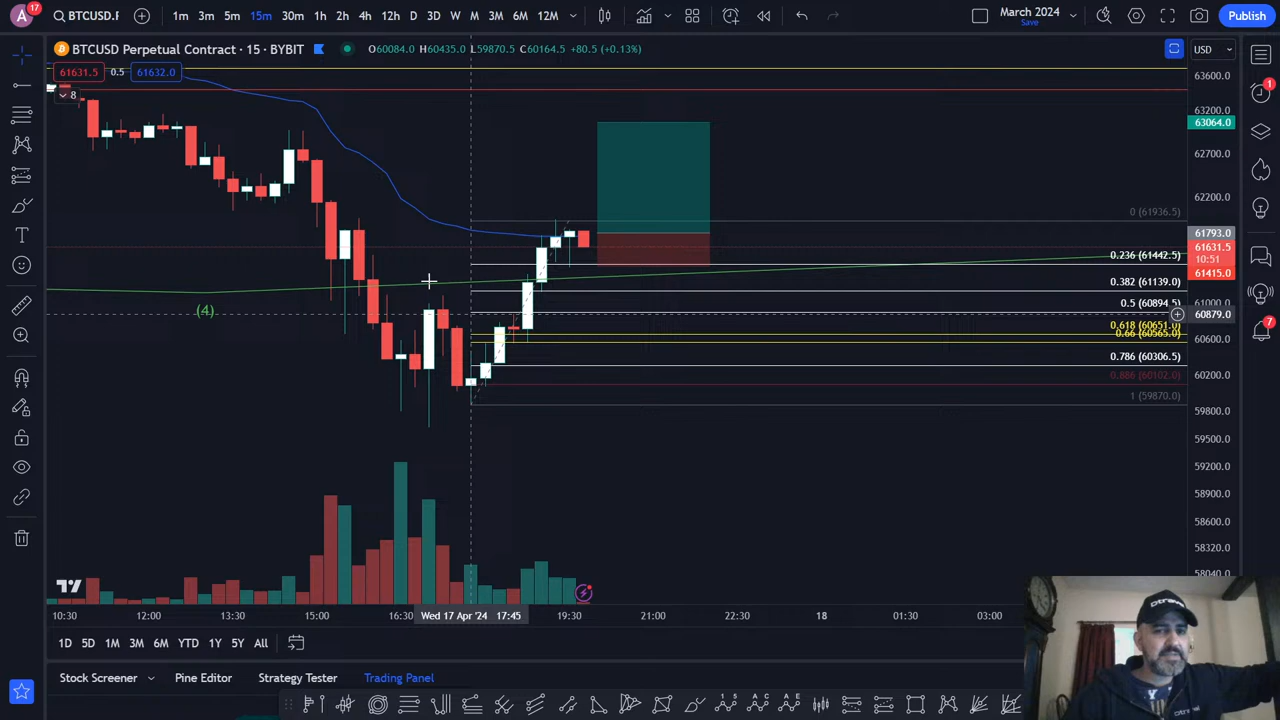 A 17
BTCUSD.F
1m 3m 5m 15m 30m 1h 2h 4h 12h D 3D W M 3M 6M 12M
March 2024
Save
Publish
BTCUSD Perpetual Contract · 15 · BYBIT
O60084.0 H60435.0 L59870.5 C60164.5 +80.5 (+0.13%)
USD
61631.5 0.5 61632.0
8
63600.0
63200.0
63064.0
62700.0
62200.0
61793.0
61631.5
10:51
61415.0
61000.0
60879.0
60600.0
60200.0
59800.0
59500.0
59200.0
58900.0
58600.0
58320.0
58040.0
0 (61936.5)
0.236 (61442.5)
0.382 (61139.0)
0.5 (60894.5)
0.618 (60651.0)
0.66 (60565.0)
0.786 (60306.5)
0.886 (60102.0)
1 (59870.0)
(4)
1
7
10:30 12:00 13:30 15:00 16:30 Wed 17 Apr '24 17:45 19:30 21:00 22:30 18 01:30 03:00
1D 5D 1M 3M 6M YTD 1Y 5Y All
Stock Screener Pine Editor Strategy Tester Trading Panel